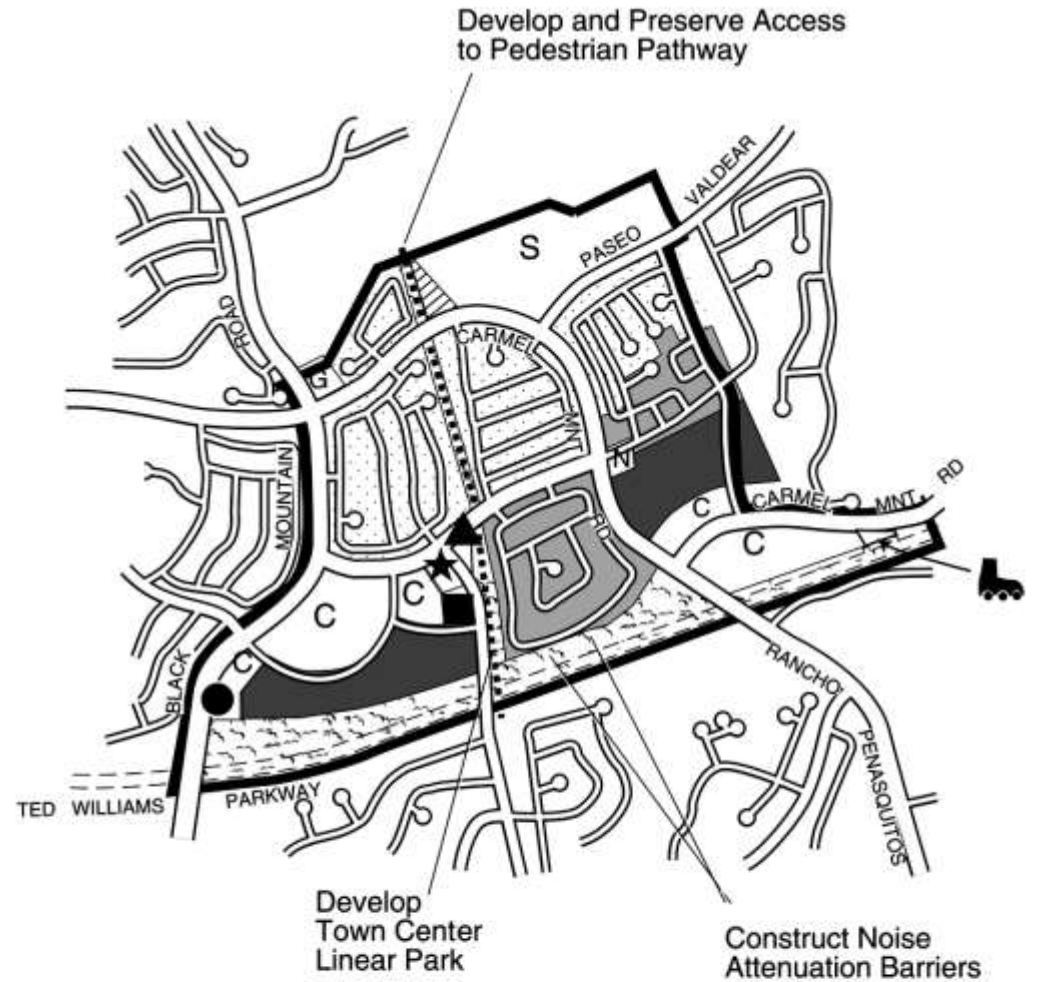 Develop and Preserve Access
to Pedestrian Pathway
VALDEAR
PASEO
S
ROAD
CARMEL
G
MNT
N
MOUNTAIN
RD
CARMEL MNT. RD
C
C
C
C
C
RD
BLACK
RANCHO
PENASQUITOS
TED WILLIAMS PARKWAY
Develop
Town Center
Linear Park
Construct Noise
Attenuation Barriers